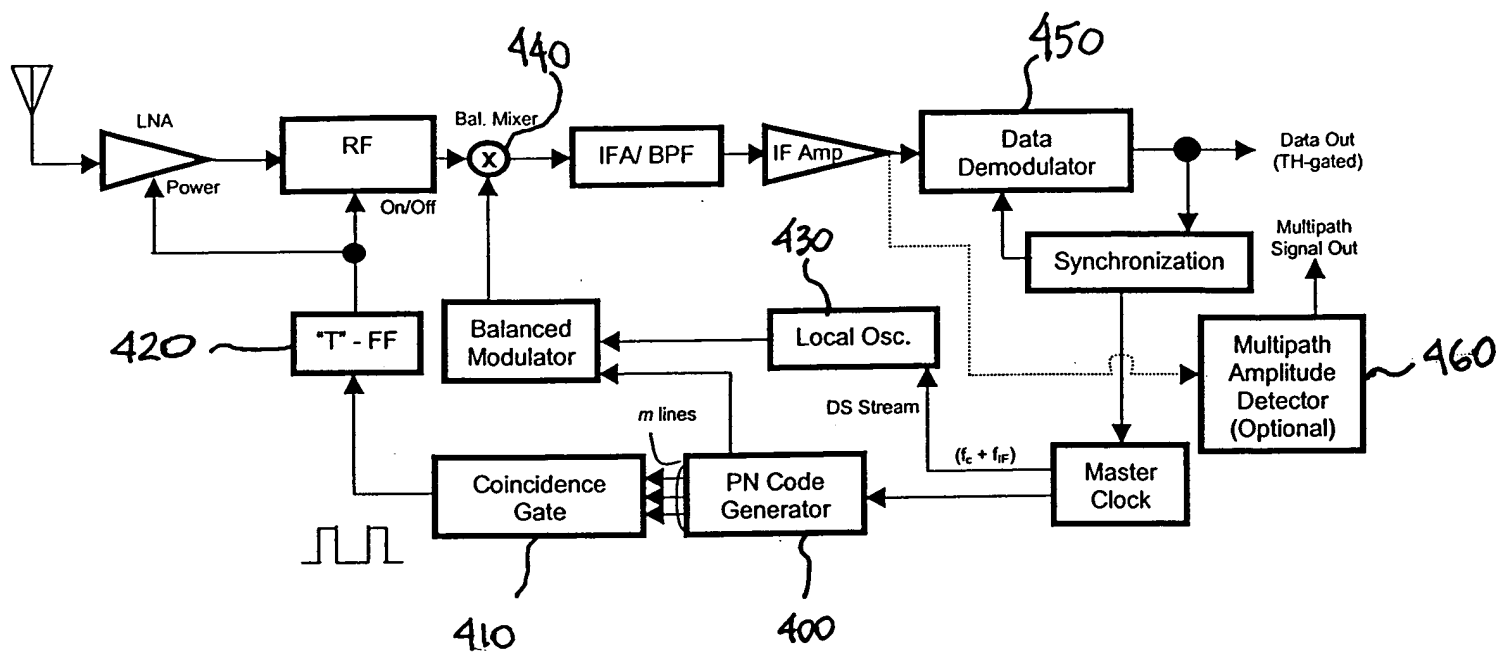 440
450
LNA
RF
Bal. Mixer
X
IFA/ BPF
IF Amp
Data
Demodulator
Data Out
(TH-gated)
Power
On/Off
430
Multipath
Signal Out
Synchronization
420
"T" - FF
Balanced
Modulator
Local Osc.
Multipath
Amplitude
Detector
(Optional)
460
DS Stream
m lines
(fc + fIF)
Coincidence
Gate
PN Code
Generator
Master
Clock
410
400